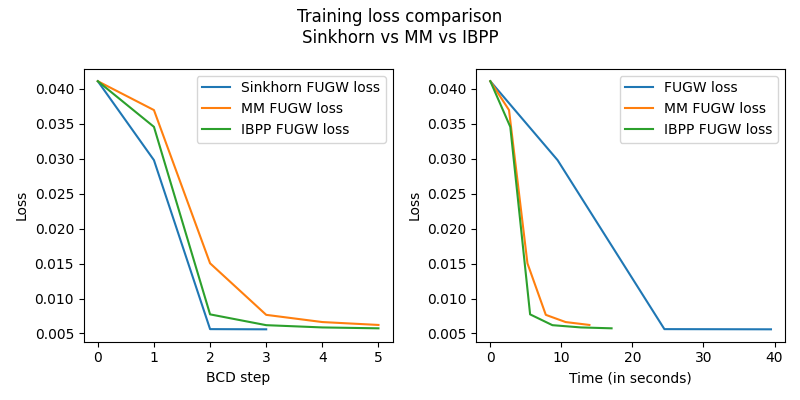 Training loss comparison
Sinkhorn vs MM vs IBPP
0.040
0.035
0.030
0.025
0.020
0.015
0.010
0.005
Loss
0 1 2 3 4 5
BCD step
Sinkhorn FUGW loss
MM FUGW loss
IBPP FUGW loss
0.040
0.035
0.030
0.025
0.020
0.015
0.010
0.005
Loss
0 10 20 30 40
Time (in seconds)
FUGW loss
MM FUGW loss
IBPP FUGW loss